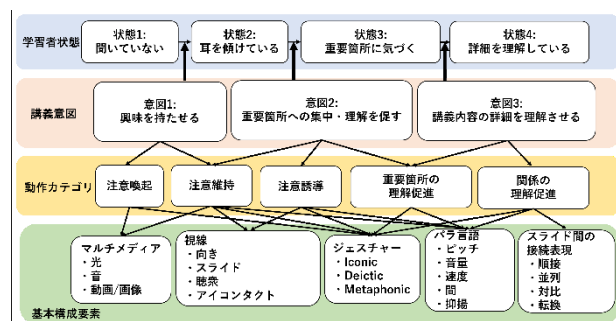 学習者状態
状態1:
聞いていない
状態2:
耳を傾けている
状態3:
重要箇所に気づく
状態4:
詳細を理解している
講義意図
意図1:
興味を持たせる
意図2:
重要箇所への集中・理解を促す
意図3:
講義内容の詳細を理解させる
動作カテゴリ
注意喚起
注意維持
注意誘導
重要箇所の
理解促進
関係の
理解促進
マルチメディア
・光
・音
・動画/画像
視線
・向き
・スライド
・聴衆
・アイコンタクト
ジェスチャー
・Iconic
・Deictic
・Metaphonic
パラ言語
・ピッチ
・音量
・速度
・間
・抑揚
スライド間の
接続表現
・順接
・並列
・対比
・転換
基本構成要素